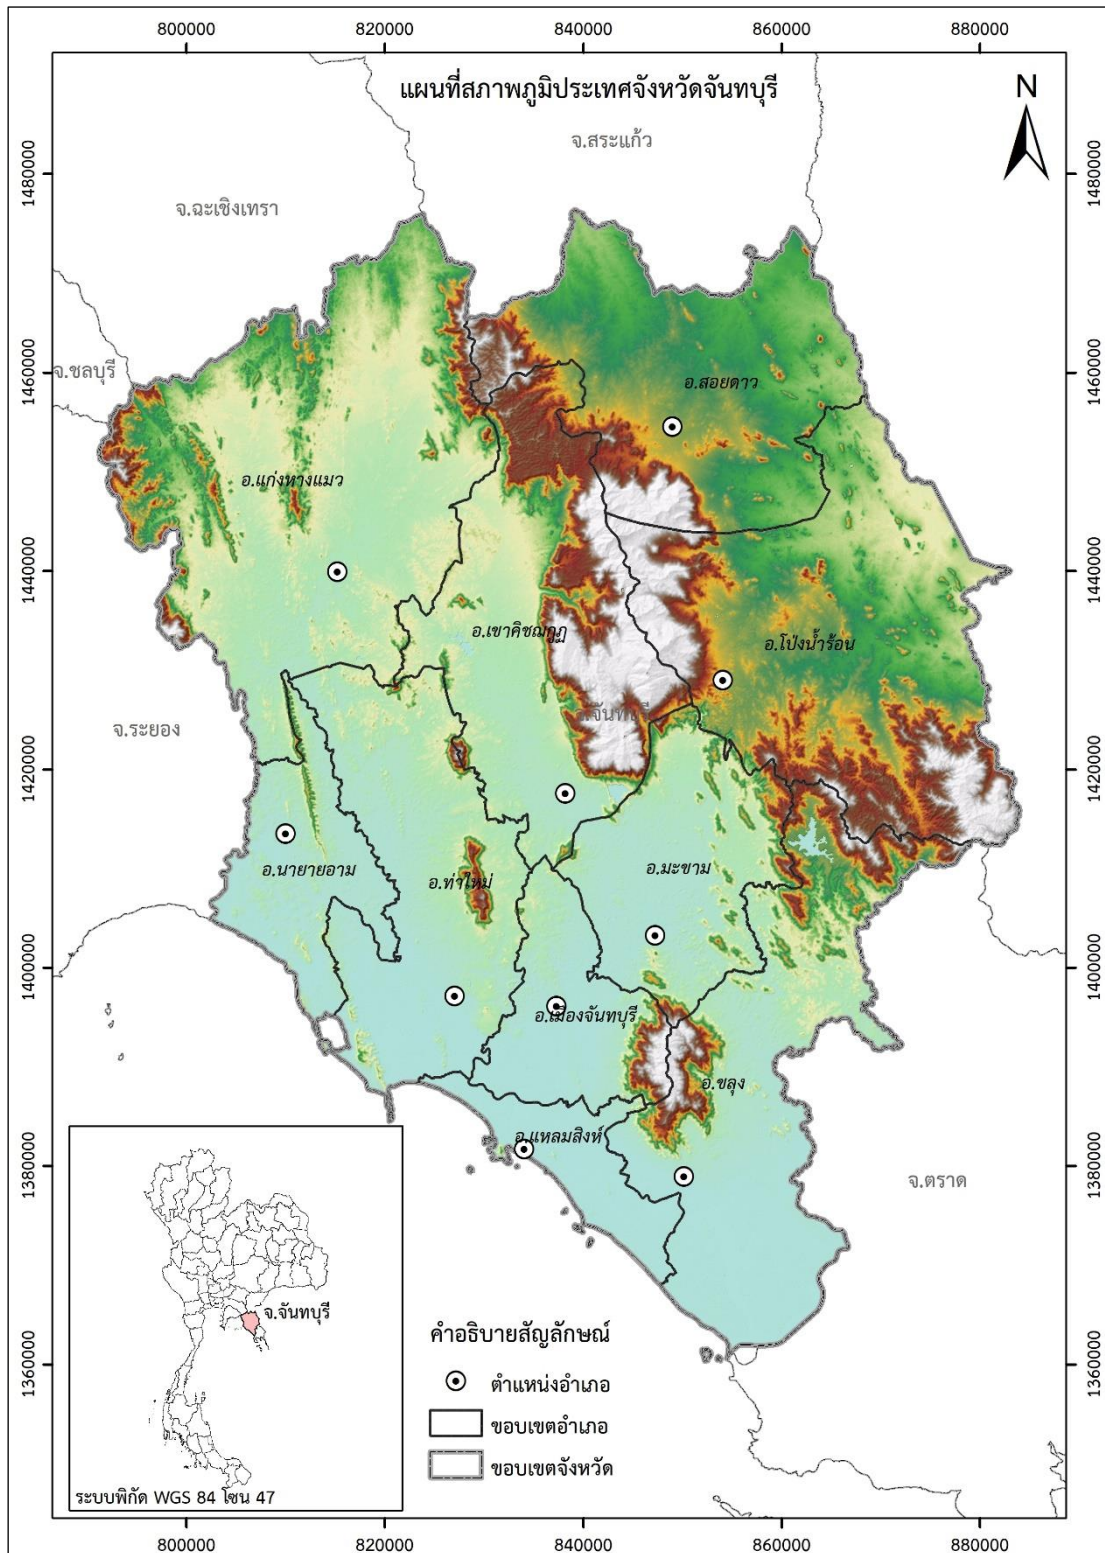 800000 820000 840000 860000 880000
แผนที่สภาพภูมิประเทศจังหวัดจันทบุรี
N
จ.สระแก้ว
1480000 1480000
จ.ฉะเชิงเทรา
จ.ชลบุรี
1460000 1460000
อ.สอยดาว
อ.แก่งหางแมว
1440000 1440000
อ.เขาคิชฌกูฏ
อ.โป่งน้ำร้อน
จ.ระยอง
จ.จันทบุรี
1420000 1420000
อ.นายายอาม
อ.ท่าใหม่
อ.มะขาม
1400000 1400000
อ.เมืองจันทบุรี
อ.ขลุง
อ.แหลมสิงห์
1380000 1380000
จ.ตราด
จ.จันทบุรี
ระบบพิกัด WGS 84 โซน 47
คำอธิบายสัญลักษณ์
ตำแหน่งอำเภอ
ขอบเขตอำเภอ
ขอบเขตจังหวัด
1360000 1360000
800000 820000 840000 860000 880000